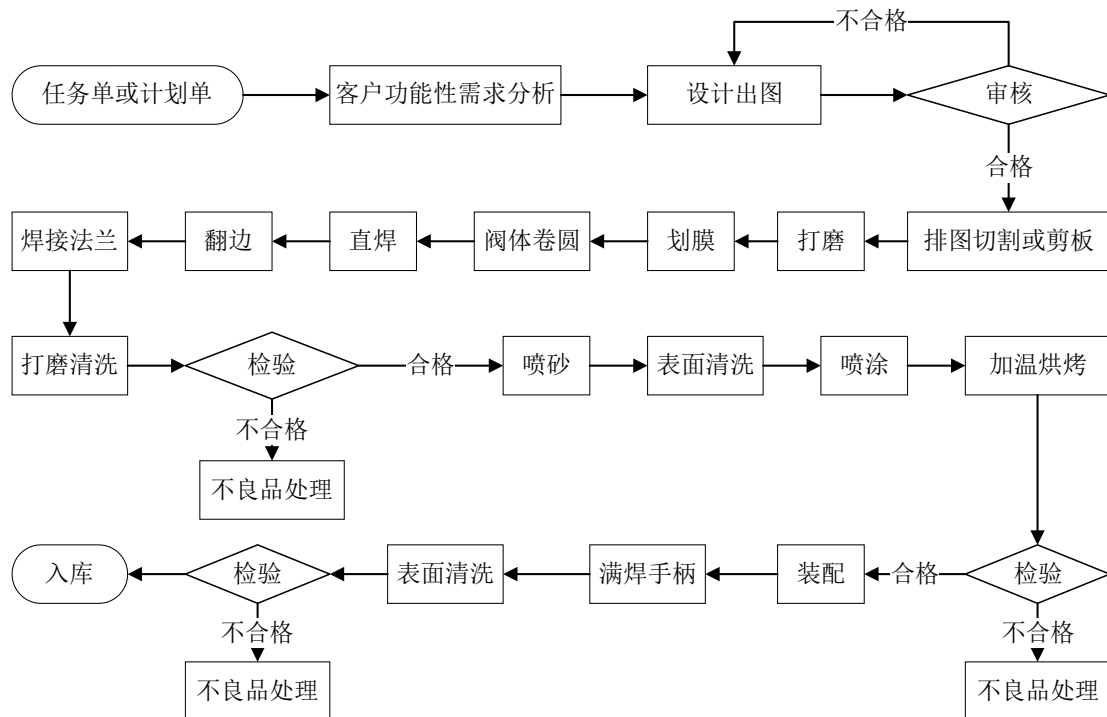 不合格
任务单或计划单
客户功能性需求分析
设计出图
审核
合格
焊接法兰
翻边
直焊
阀体卷圆
划膜
打磨
排图切割或剪板
打磨清洗
检验
合格
喷砂
表面清洗
喷涂
加温烘烤
不合格
不良品处理
入库
检验
表面清洗
满焊手柄
装配
合格
检验
不合格
不合格
不良品处理
不良品处理